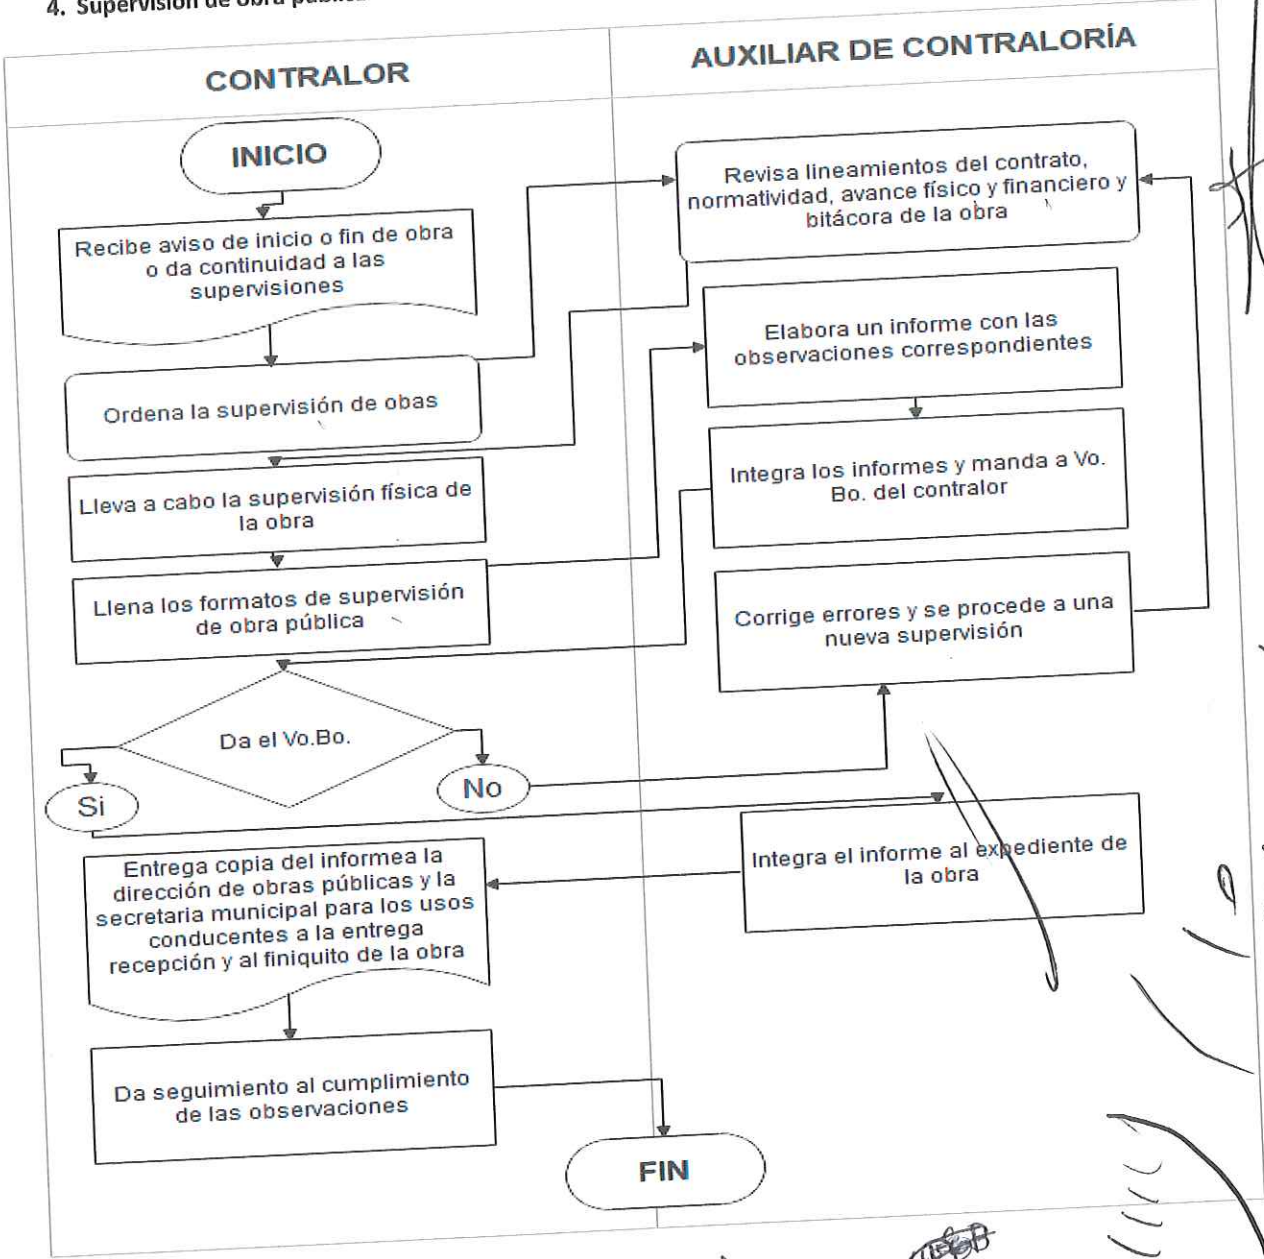 4. Supervisión de obra pública
CONTRALOR
AUXILIAR DE CONTRALORÍA
INICIO
Recibe aviso de inicio o fin de obra
o da continuidad a las
supervisiones
Ordena la supervisión de obas
Revisa lineamientos del contrato,
normatividad, avance físico y financiero y
bitácora de la obra
Lleva a cabo la supervisión física de
la obra
Llena los formatos de supervisión
de obra pública
Elabora un informe con las
observaciones correspondientes
Integra los informes y manda a Vo.
Bo. del contralor
Da el Vo.Bo.
Si
No
Corrige errores y se procede a una
nueva supervisión
Integra el informe al expediente de
la obra
Entrega copia del informea la
dirección de obras públicas y la
secretaria municipal para los usos
conducentes a la entrega
recepción y al finiquito de la obra
Da seguimiento al cumplimiento
de las observaciones
FIN